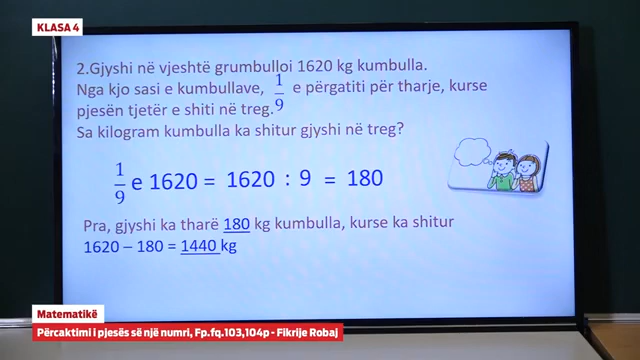 KLASA 4
2.Gjyshi në vjeshtë grumbulloi 1620 kg kumbulla.
Nga kjo sasi e kumbullave, 1/9 e përgatiti për tharje, kurse
pjesën tjetër e shiti në treg.
Sa kilogram kumbulla ka shitur gjyshi në treg?
1/9 e 1620 = 1620 : 9 = 180
Pra, gjyshi ka tharë 180 kg kumbulla, kurse ka shitur
1620 – 180 = 1440 kg
Matematikë
Përcaktimi i pjesës së një numri, Fp.fq.103,104p - Fikrije Robaj